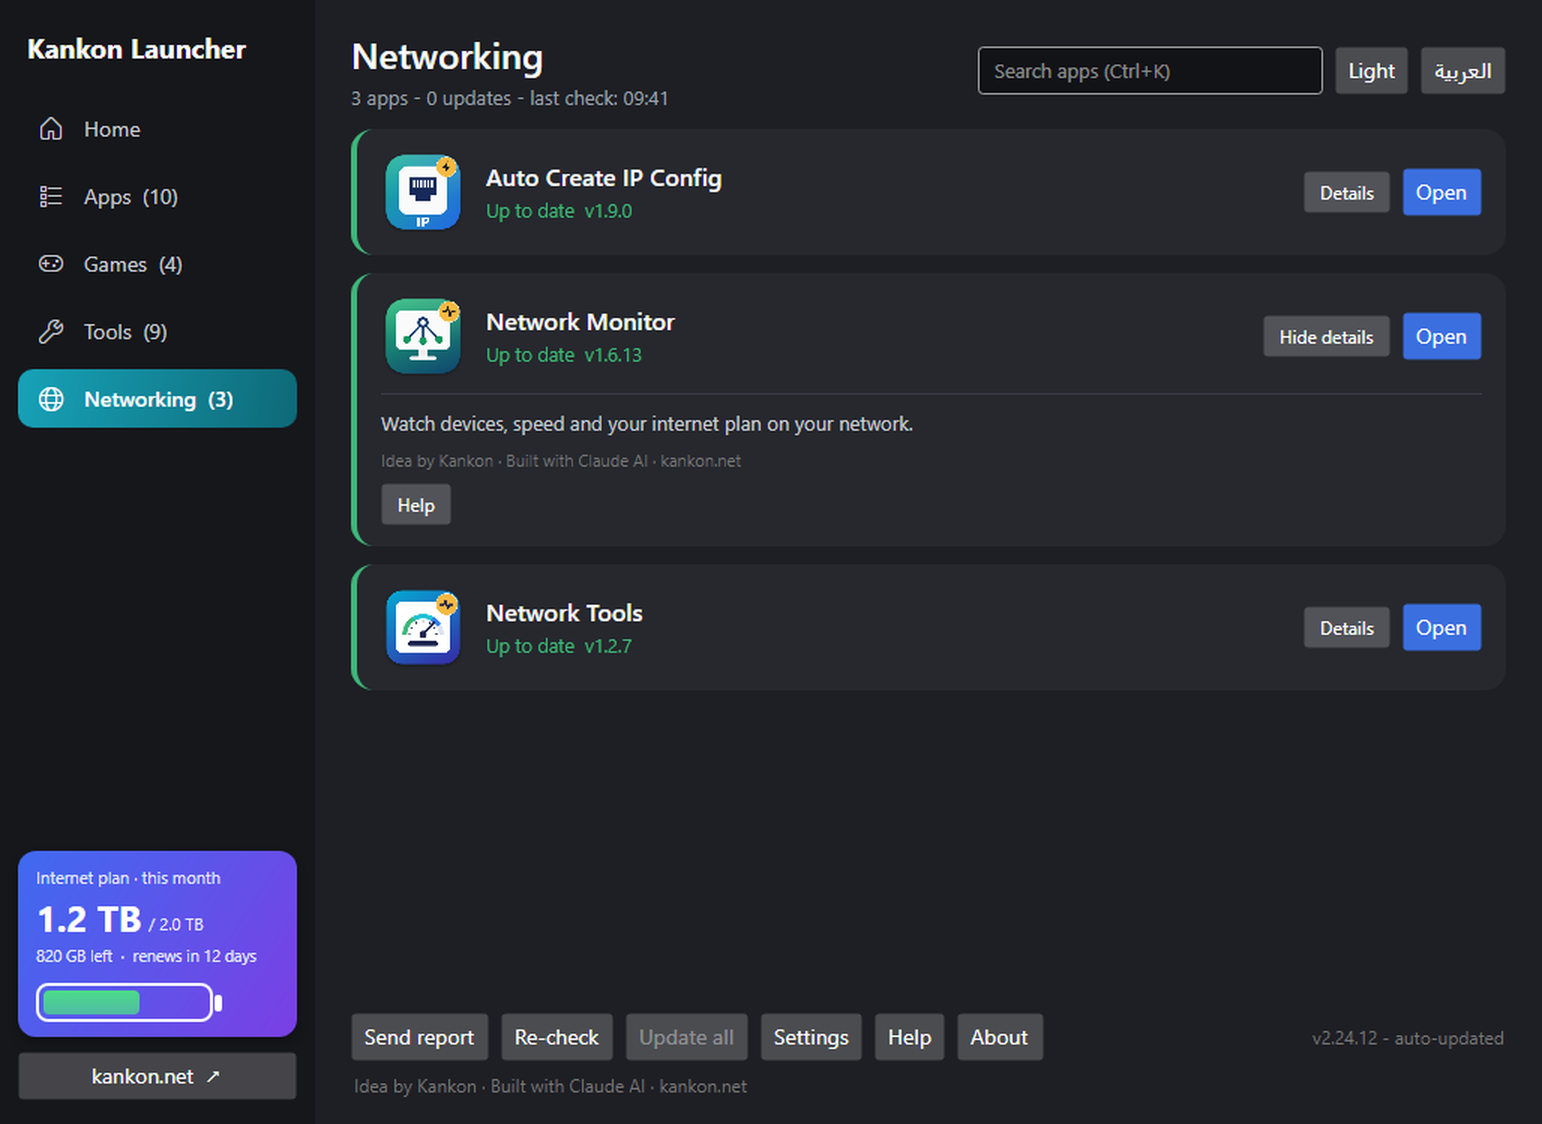 Kankon Launcher
Home
Apps (10)
Games (4)
Tools (9)
Networking (3)
Internet plan · this month
1.2 TB / 2.0 TB
820 GB left · renews in 12 days
kankon.net ↗
Networking
3 apps - 0 updates - last check: 09:41
Search apps (Ctrl+K)
Light
العربية
IP
Auto Create IP Config
Up to date v1.9.0
Details
Open
Network Monitor
Up to date v1.6.13
Hide details
Open
Watch devices, speed and your internet plan on your network.
Idea by Kankon · Built with Claude AI · kankon.net
Help
Network Tools
Up to date v1.2.7
Details
Open
Send report
Re-check
Update all
Settings
Help
About
v2.24.12 - auto-updated
Idea by Kankon · Built with Claude AI · kankon.net